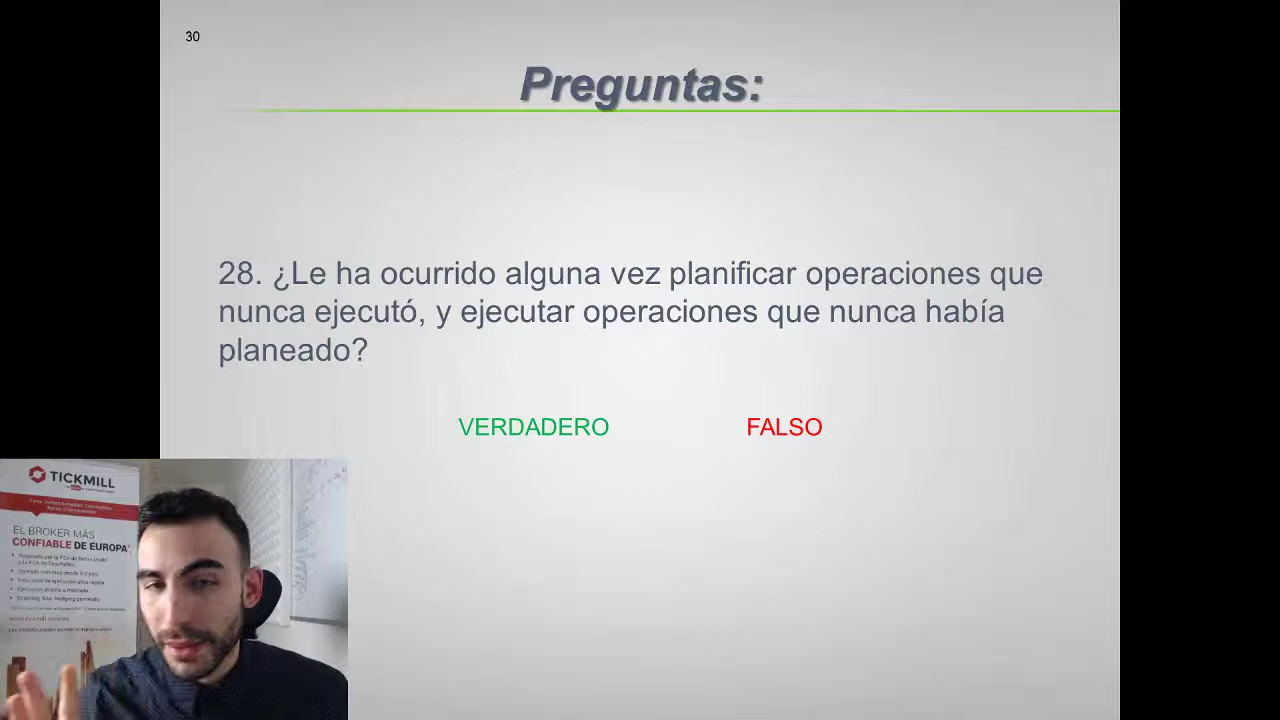 30
Preguntas:
28. ¿Le ha ocurrido alguna vez planificar operaciones que
nunca ejecutó, y ejecutar operaciones que nunca había
planeado?
VERDADERO FALSO
TICKMILL
EL BROKER MÁS
CONFIABLE DE EUROPA*